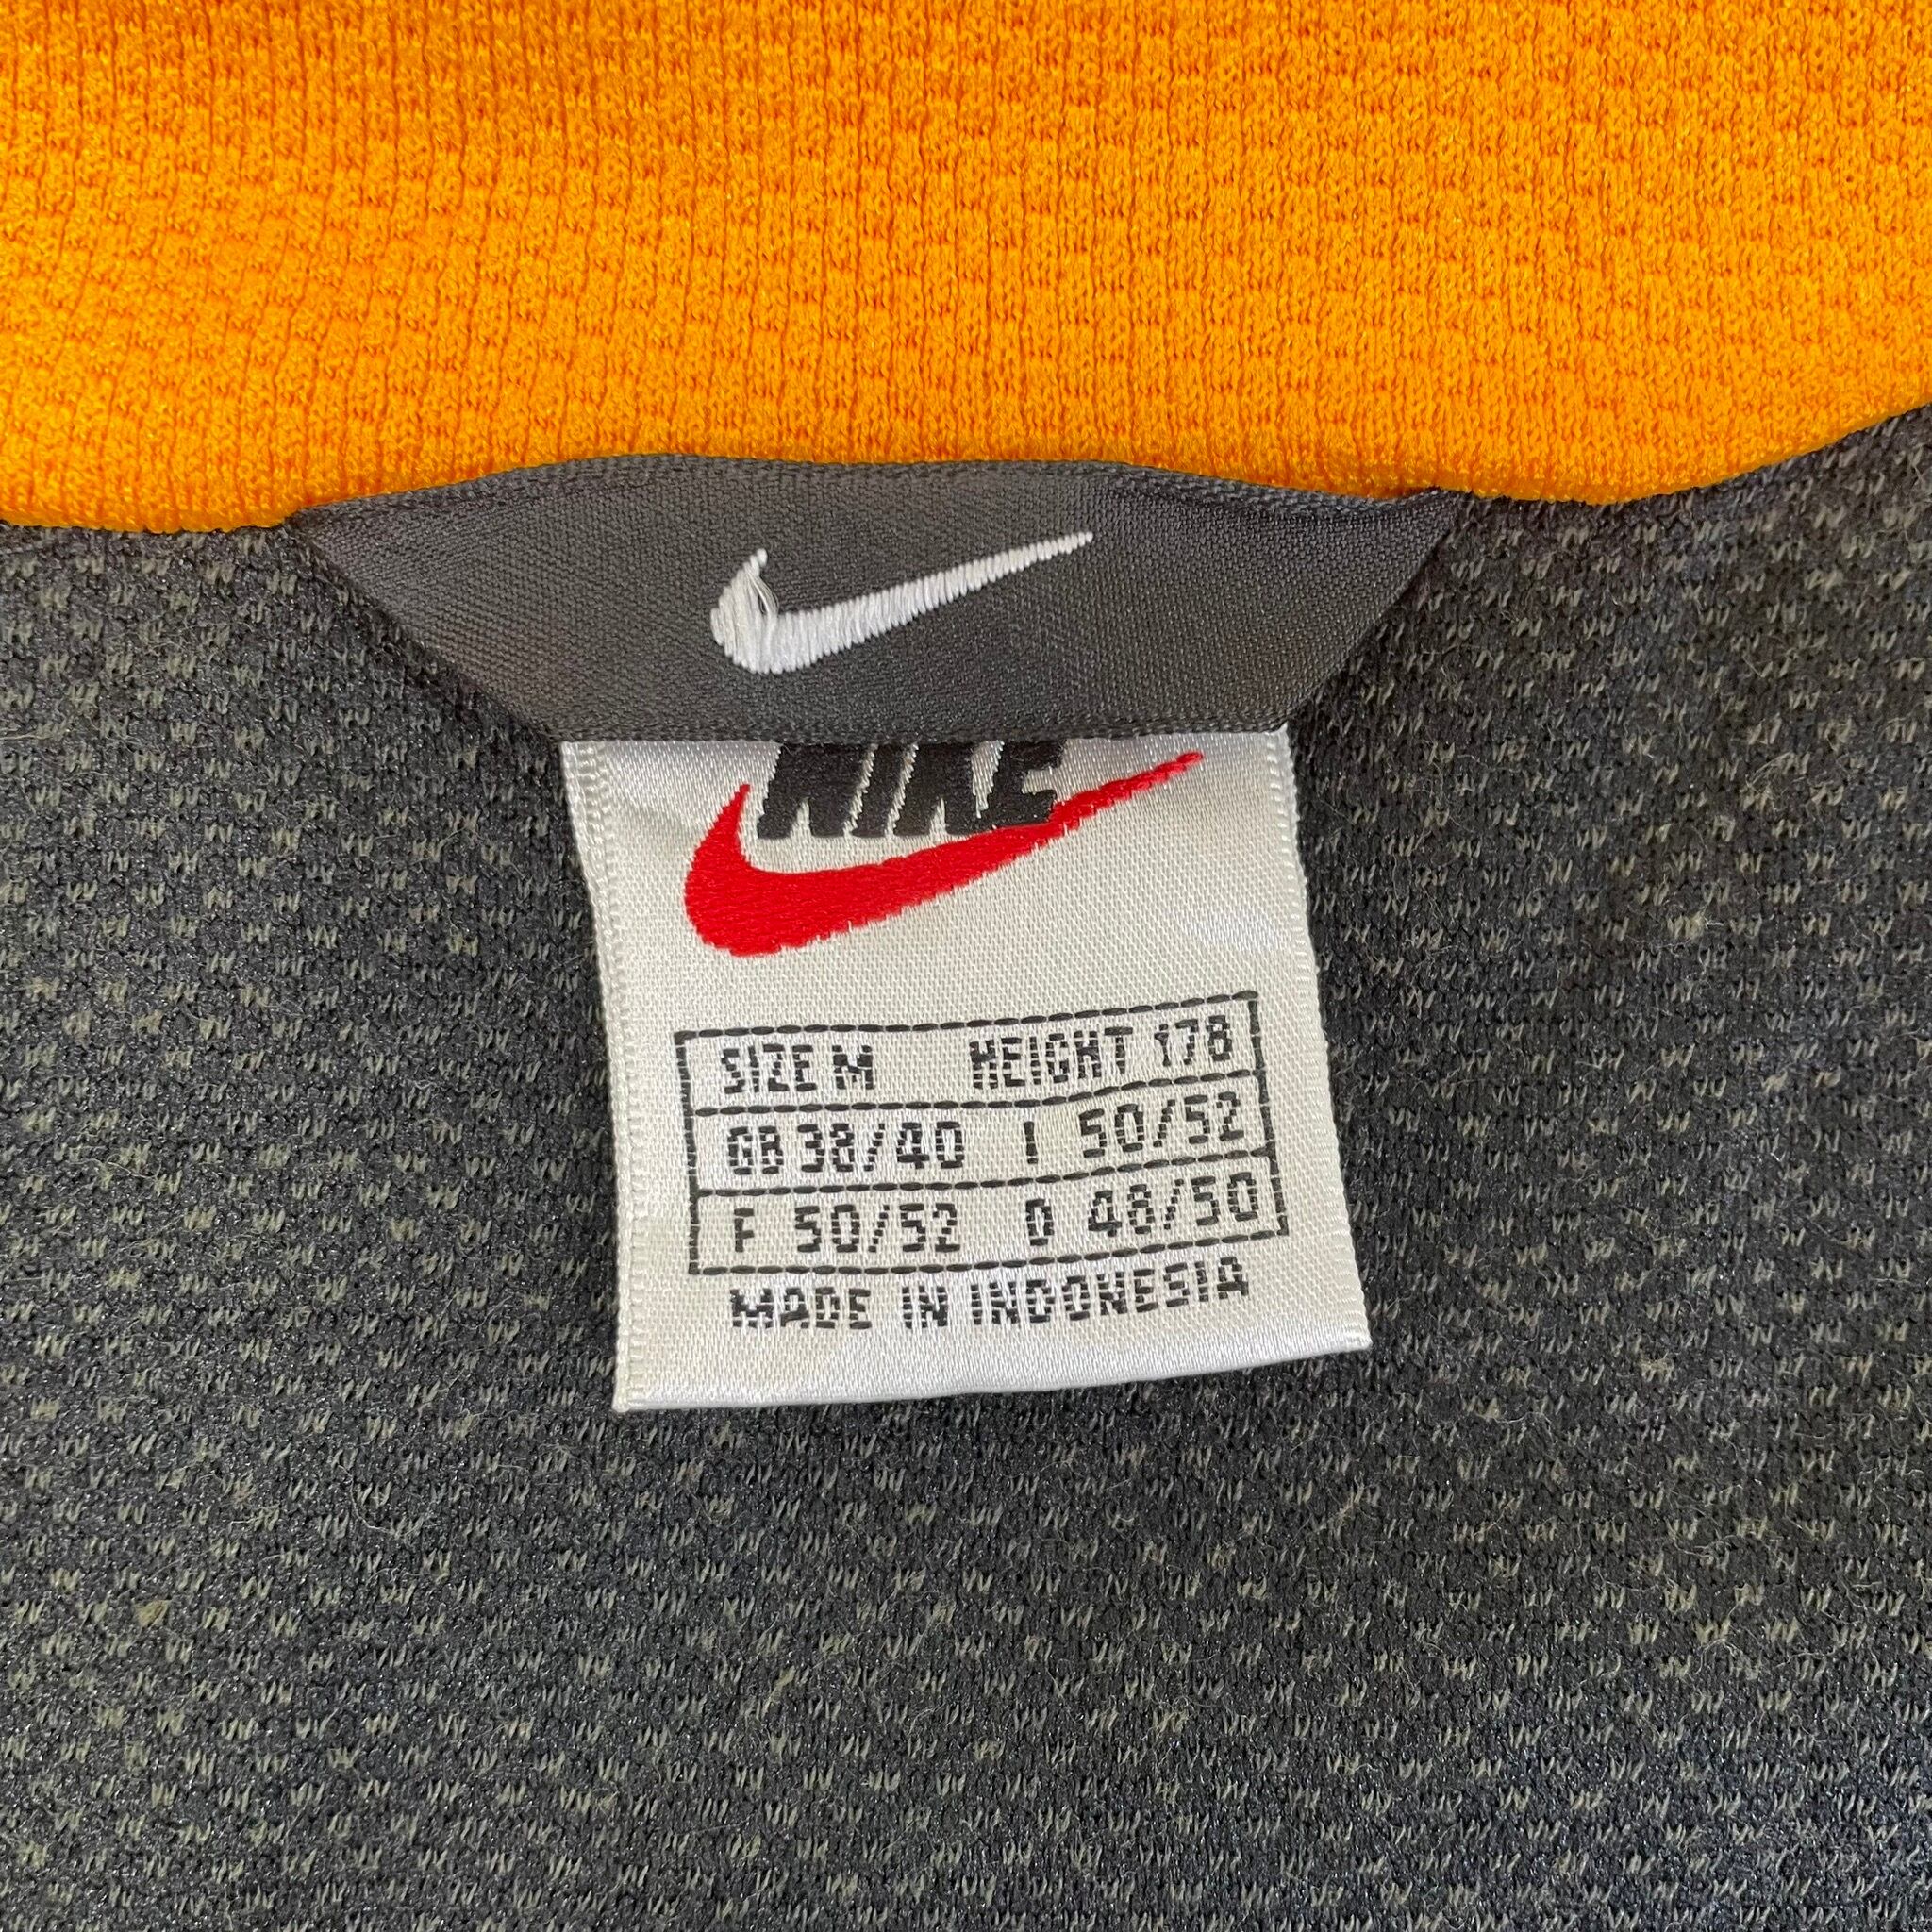 NIKE
SIZE M HEIGHT 178
GB 38/40 I 50/52
F 50/52 D 48/50
MADE IN INDONESIA